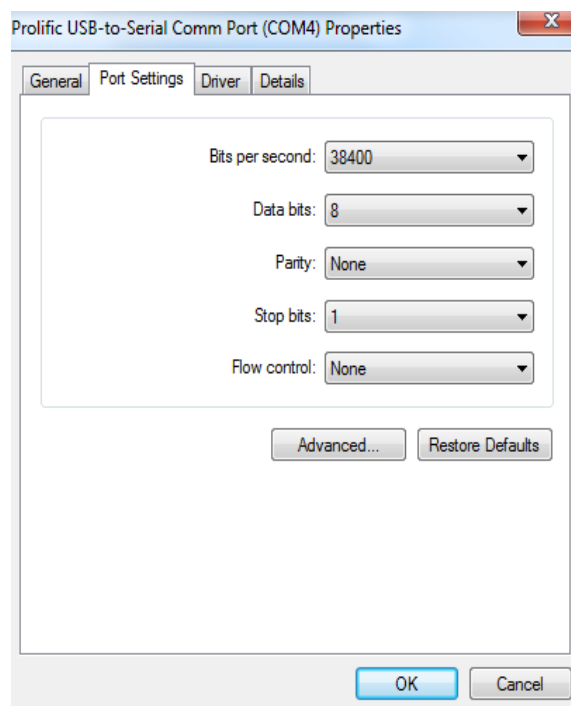 Prolific USB-to-Serial Comm Port (COM4) Properties
X
General Port Settings Driver Details
Bits per second: 38400
Data bits: 8
Parity: None
Stop bits: 1
Flow control: None
Advanced... Restore Defaults
OK Cancel